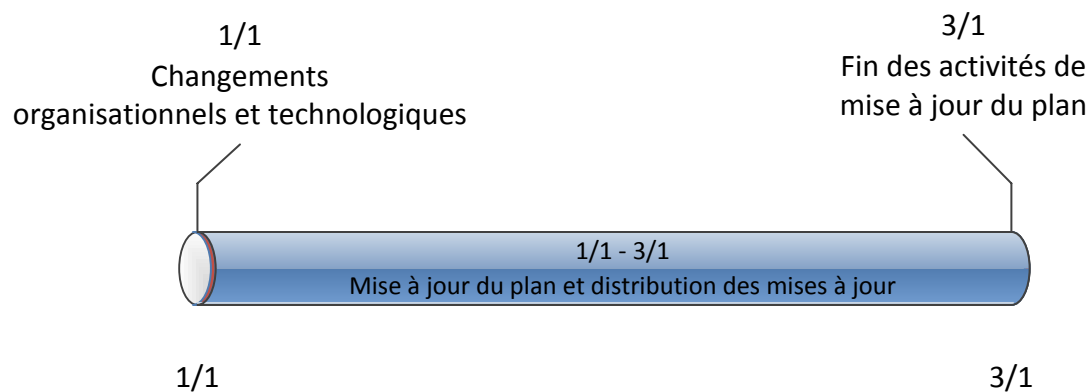 1/1
Changements
organisationnels et technologiques
3/1
Fin des activités de
mise à jour du plan
1/1 - 3/1
Mise à jour du plan et distribution des mises à jour
1/1
3/1